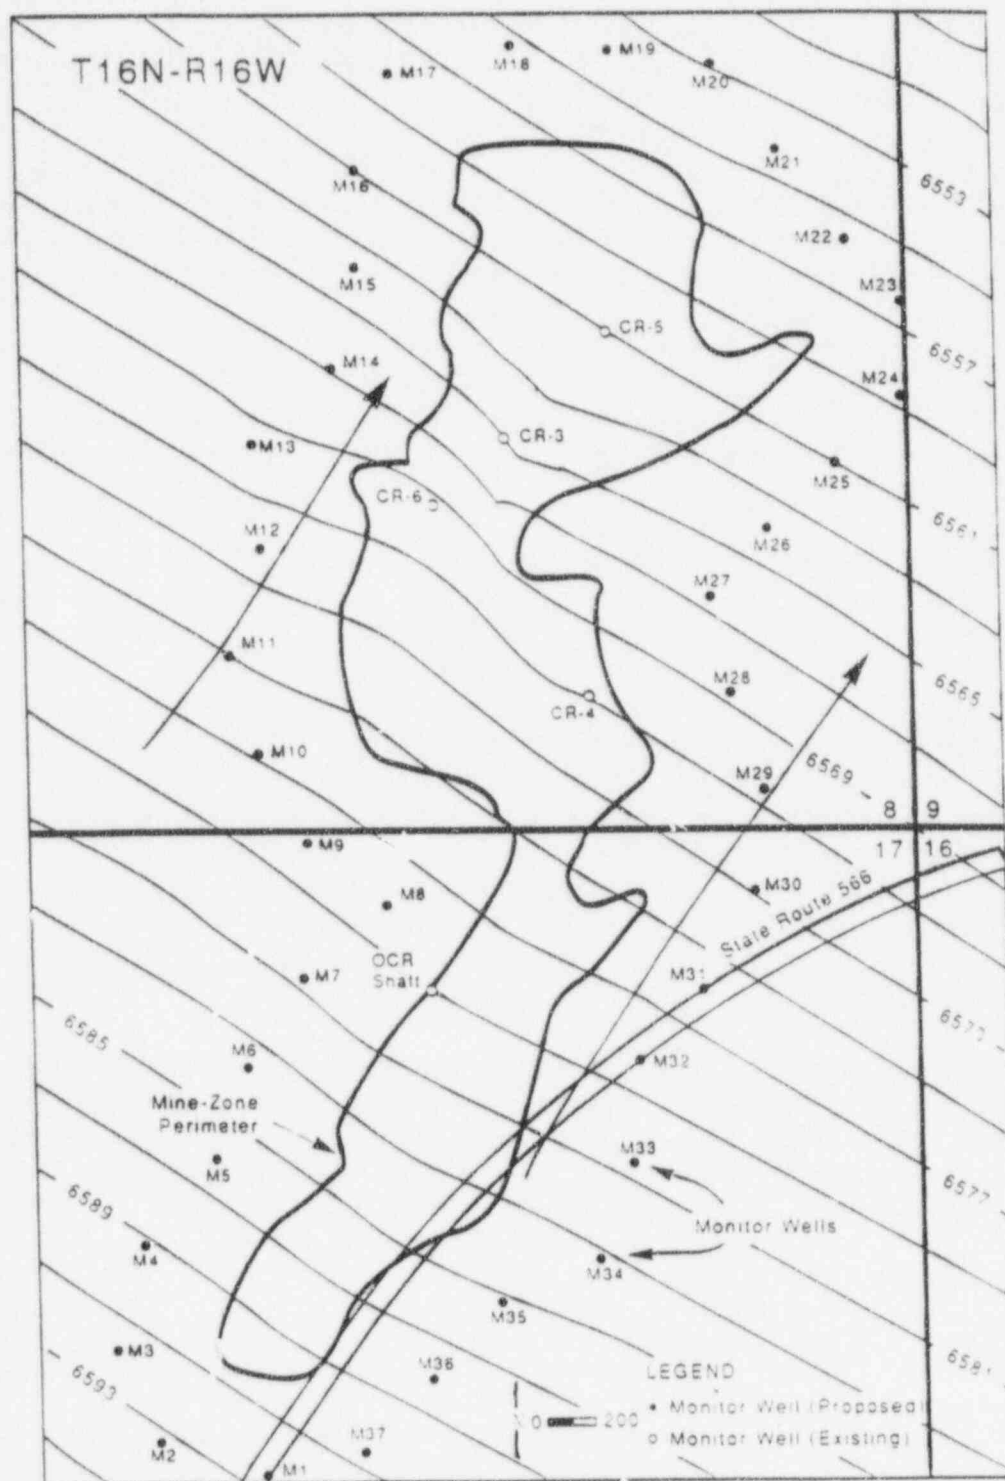 T16N-R16W
M17
M18
M19
M20
M21
M16
6553
M22
M15
M23
CR-5
6557
M14
M24
M13
CR-3
M25
CR-6
6561
M12
M26
M27
M11
6565
M28
CR-4
M10
M29
6569
8 9
17 16
M9
M8
M30
State Route 566
OCR
Shaft
M7
M31
6573
6585
M6
M32
Mine-Zone
Perimeter
M5
M33
6577
6589
Monitor Wells
M4
M34
M35
M3
M36
6581
LEGEND
6593
0 200
• Monitor Well (Proposed)
o Monitor Well (Existing)
M2
M37
M1